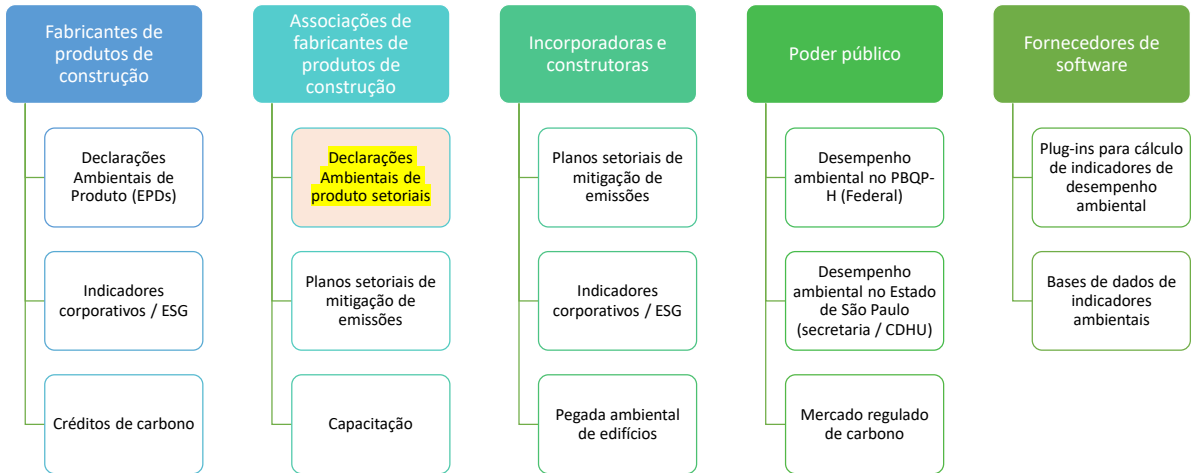 Fabricantes de
produtos de
construção
Declarações
Ambientais de
Produto (EPDs)
Indicadores
corporativos / ESG
Créditos de carbono
Associações de
fabricantes de
produtos de
construção
Declarações
Ambientais de
produto setoriais
Planos setoriais de
mitigação de
emissões
Capacitação
Incorporadoras e
construtoras
Planos setoriais de
mitigação de
emissões
Indicadores
corporativos / ESG
Pegada ambiental
de edifícios
Poder público
Desempenho
ambiental no PBQP-
H (Federal)
Desempenho
ambiental no Estado
de São Paulo
(secretaria / CDHU)
Mercado regulado
de carbono
Fornecedores de
software
Plug-ins para cálculo
de indicadores de
desempenho
ambiental
Bases de dados de
indicadores
ambientais